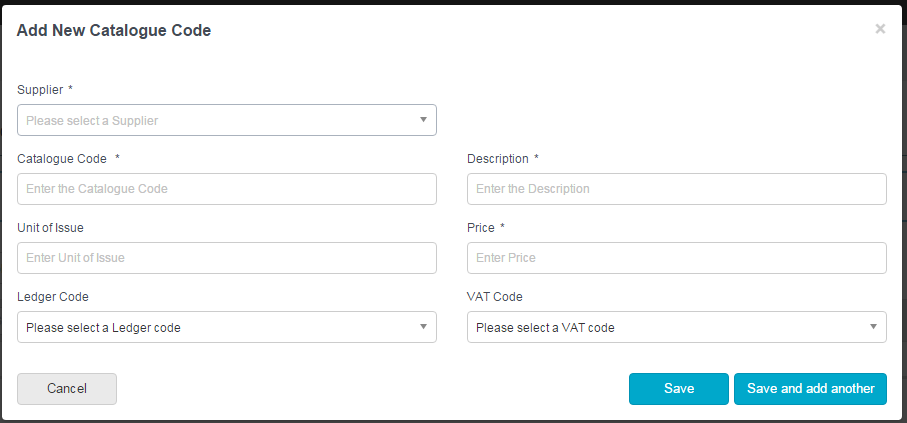 Add New Catalogue Code ×
Supplier *
Please select a Supplier
Catalogue Code *
Description *
Enter the Catalogue Code
Enter the Description
Unit of Issue
Price *
Enter Unit of Issue
Enter Price
Ledger Code
VAT Code
Please select a Ledger code
Please select a VAT code
Cancel
Save
Save and add another